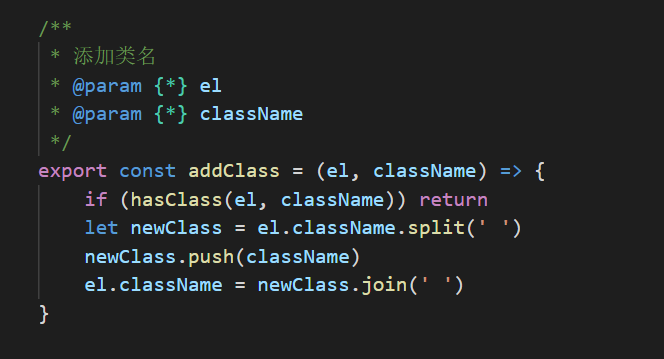 /**
 * 添加类名
 * @param {*} el
 * @param {*} className
 */
export const addClass = (el, className) => {
    if (hasClass(el, className)) return
    let newClass = el.className.split(' ')
    newClass.push(className)
    el.className = newClass.join(' ')
}